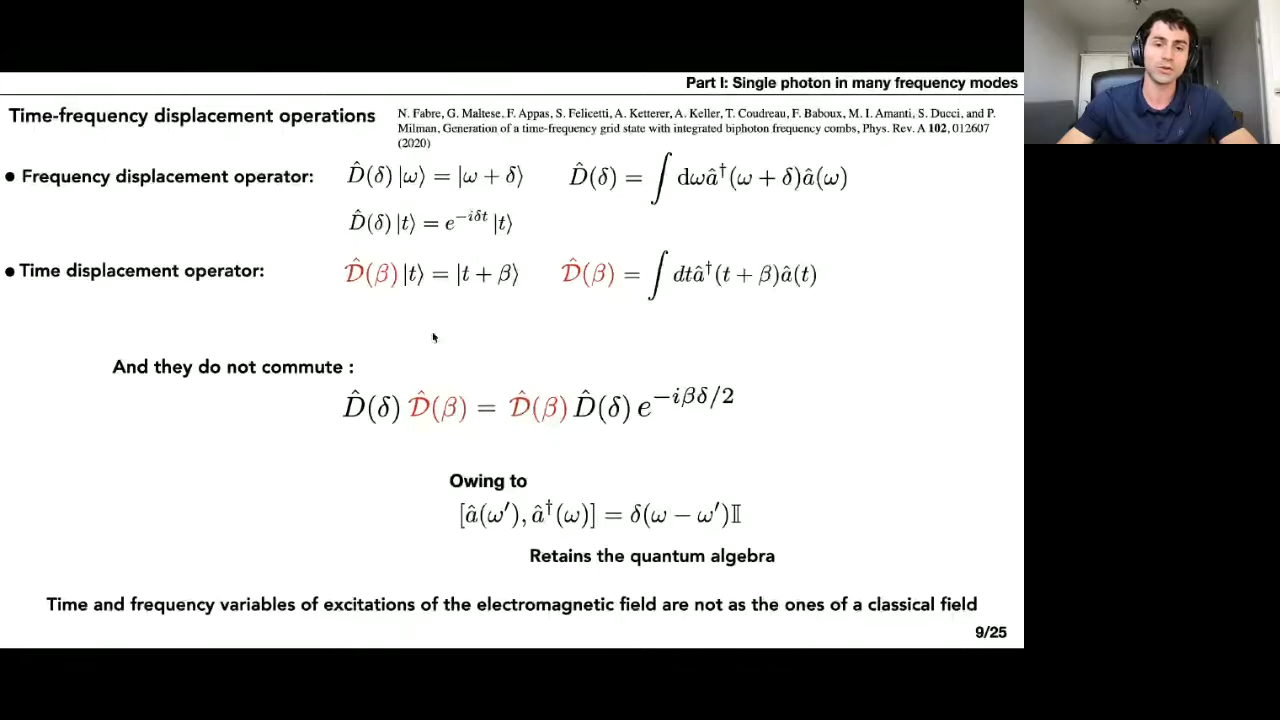 Part I: Single photon in many frequency modes
Time-frequency displacement operations
N. Fabre, G. Maltese, F. Appas, S. Felicetti, A. Ketterer, A. Keller, T. Coudreau, F. Baboux, M. I. Amanti, S. Ducci, and P.
Milman, Generation of a time-frequency grid state with integrated biphoton frequency combs, Phys. Rev. A 102, 012607
(2020)
● Frequency displacement operator: D̂(δ) |ω⟩ = |ω + δ⟩ D̂(δ) = ∫ dωâ†(ω + δ)â(ω)
D̂(δ) |t⟩ = e^{−iδt} |t⟩
● Time displacement operator: 𝒟̂(β) |t⟩ = |t + β⟩ 𝒟̂(β) = ∫ dtâ†(t + β)â(t)
And they do not commute :
D̂(δ) 𝒟̂(β) = 𝒟̂(β) D̂(δ) e^{−iβδ/2}
Owing to
[â(ω′), â†(ω)] = δ(ω − ω′)𝕀
Retains the quantum algebra
Time and frequency variables of excitations of the electromagnetic field are not as the ones of a classical field
9/25